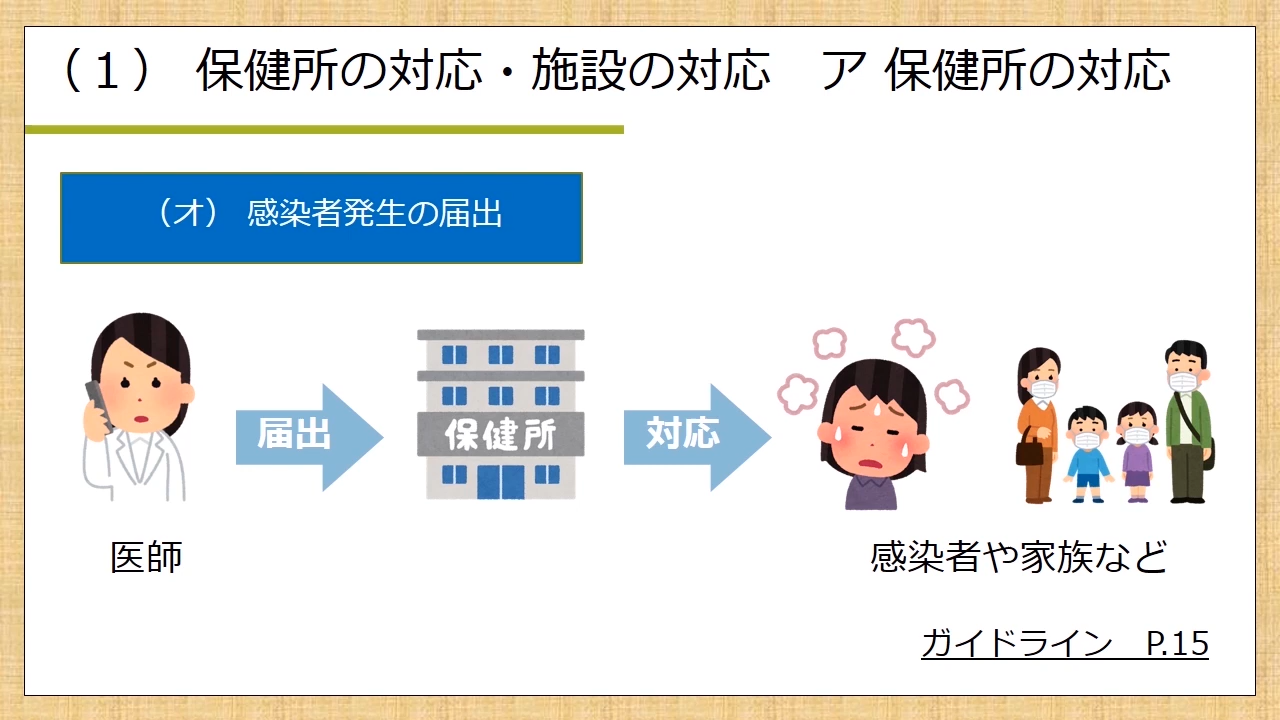 （１） 保健所の対応・施設の対応　ア 保健所の対応
（オ） 感染者発生の届出
届出
保健所
対応
医師
感染者や家族など
ガイドライン　P.15